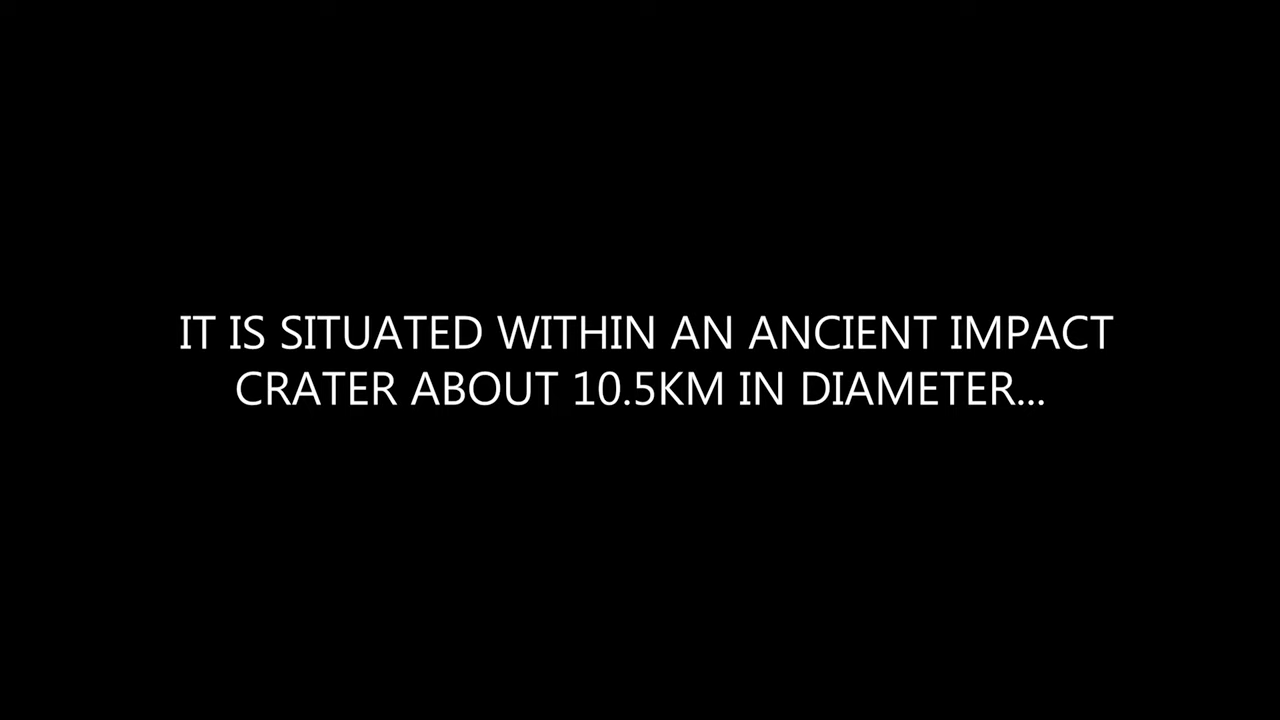 IT IS SITUATED WITHIN AN ANCIENT IMPACT
CRATER ABOUT 10.5KM IN DIAMETER...